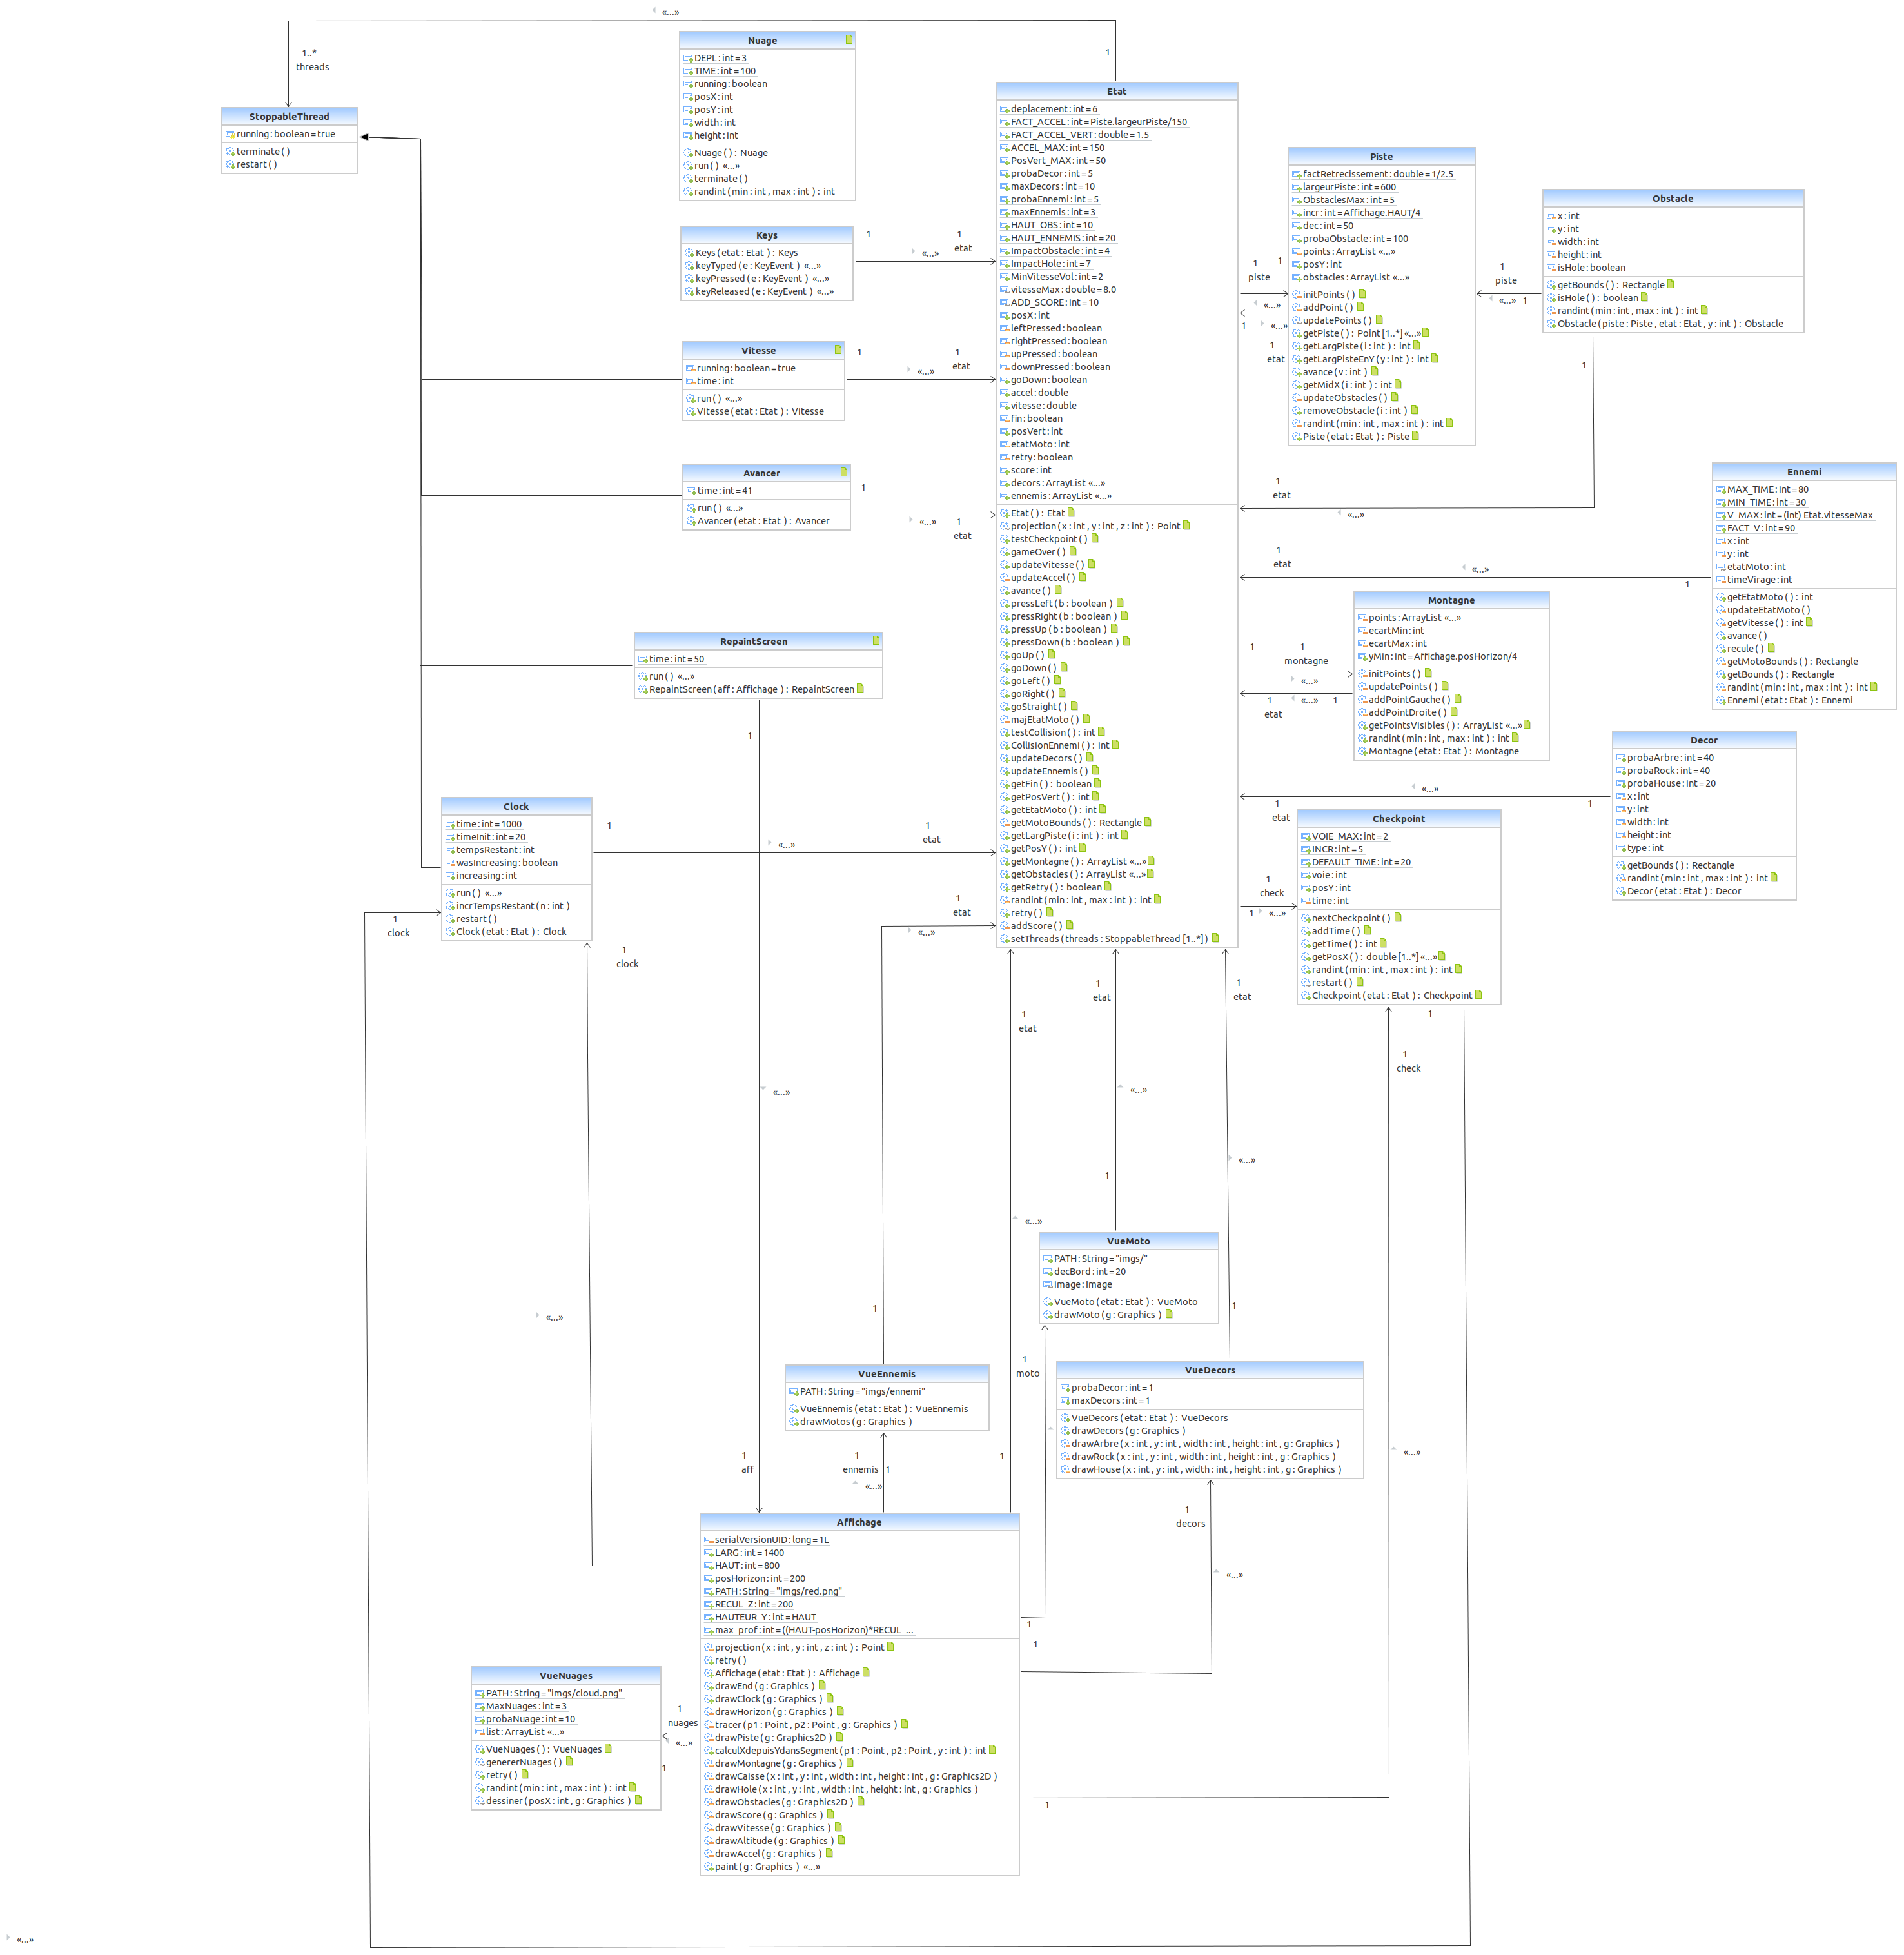 «...»
1..*
threads
1
StoppableThread
running : boolean = true
terminate ( )
restart ( )
Nuage
DEPL : int = 3
TIME : int = 100
running : boolean
posX : int
posY : int
width : int
height : int
Nuage ( ) : Nuage
run ( ) «...»
terminate ( )
randint ( min : int , max : int ) : int
Keys
Keys ( etat : Etat ) : Keys
keyTyped ( e : KeyEvent ) «...»
keyPressed ( e : KeyEvent ) «...»
keyReleased ( e : KeyEvent ) «...»
1
1
etat
«...»
Vitesse
running : boolean = true
time : int
run ( ) «...»
Vitesse ( etat : Etat ) : Vitesse
1
1
etat
«...»
Avancer
time : int = 41
run ( ) «...»
Avancer ( etat : Etat ) : Avancer
1
«...»
1
etat
RepaintScreen
time : int = 50
run ( ) «...»
RepaintScreen ( aff : Affichage ) : RepaintScreen
1
«...»
1
aff
Clock
time : int = 1000
timeInit : int = 20
tempsRestant : int
wasIncreasing : boolean
increasing : int
run ( ) «...»
incrTempsRestant ( n : int )
restart ( )
Clock ( etat : Etat ) : Clock
1
1
etat
«...»
1
clock
1
clock
«...»
Etat
deplacement : int = 6
FACT_ACCEL : int = Piste.largeurPiste/150
FACT_ACCEL_VERT : double = 1.5
ACCEL_MAX : int = 150
PosVert_MAX : int = 50
probaDecor : int = 5
maxDecors : int = 10
probaEnnemi : int = 5
maxEnnemis : int = 3
HAUT_OBS : int = 10
HAUT_ENNEMIS : int = 20
ImpactObstacle : int = 4
ImpactHole : int = 7
MinVitesseVol : int = 2
vitesseMax : double = 8.0
ADD_SCORE : int = 10
posX : int
leftPressed : boolean
rightPressed : boolean
upPressed : boolean
downPressed : boolean
goDown : boolean
accel : double
vitesse : double
fin : boolean
posVert : int
etatMoto : int
retry : boolean
score : int
decors : ArrayList «...»
ennemis : ArrayList «...»
Etat ( ) : Etat
projection ( x : int , y : int , z : int ) : Point
testCheckpoint ( )
gameOver ( )
updateVitesse ( )
updateAccel ( )
avance ( )
pressLeft ( b : boolean )
pressRight ( b : boolean )
pressUp ( b : boolean )
pressDown ( b : boolean )
goUp ( )
goDown ( )
goLeft ( )
goRight ( )
goStraight ( )
majEtatMoto ( )
testCollision ( ) : int
CollisionEnnemi ( ) : int
updateDecors ( )
updateEnnemis ( )
getFin ( ) : boolean
getPosVert ( ) : int
getEtatMoto ( ) : int
getMotoBounds ( ) : Rectangle
getLargPiste ( i : int ) : int
getPosY ( ) : int
getMontagne ( ) : ArrayList «...»
getObstacles ( ) : ArrayList «...»
getRetry ( ) : boolean
randint ( min : int , max : int ) : int
retry ( )
addScore ( )
setThreads ( threads : StoppableThread [1..*] )
Piste
factRetrecissement : double = 1/2.5
largeurPiste : int = 600
ObstaclesMax : int = 5
incr : int = Affichage.HAUT/4
dec : int = 50
probaObstacle : int = 100
points : ArrayList «...»
posY : int
obstacles : ArrayList «...»
initPoints ( )
addPoint ( )
updatePoints ( )
getPiste ( ) : Point [1..*] «...»
getLargPiste ( i : int ) : int
getLargPisteEnY ( y : int ) : int
avance ( v : int )
getMidX ( i : int ) : int
updateObstacles ( )
removeObstacle ( i : int )
randint ( min : int , max : int ) : int
Piste ( etat : Etat ) : Piste
1
1
piste
«...»
1
«...»
1
etat
Obstacle
x : int
y : int
width : int
height : int
isHole : boolean
getBounds ( ) : Rectangle
isHole ( ) : boolean
randint ( min : int , max : int ) : int
Obstacle ( piste : Piste , etat : Etat , y : int ) : Obstacle
1
piste
«...»
1
1
1
etat
«...»
Ennemi
MAX_TIME : int = 80
MIN_TIME : int = 30
V_MAX : int = (int) Etat.vitesseMax
FACT_V : int = 90
x : int
y : int
etatMoto : int
timeVirage : int
getEtatMoto ( ) : int
updateEtatMoto ( )
getVitesse ( ) : int
avance ( )
recule ( )
getMotoBounds ( ) : Rectangle
getBounds ( ) : Rectangle
randint ( min : int , max : int ) : int
Ennemi ( etat : Etat ) : Ennemi
1
etat
«...»
1
Montagne
points : ArrayList «...»
ecartMin : int
ecartMax : int
yMin : int = Affichage.posHorizon/4
initPoints ( )
updatePoints ( )
addPointGauche ( )
addPointDroite ( )
getPointsVisibles ( ) : ArrayList «...»
randint ( min : int , max : int ) : int
Montagne ( etat : Etat ) : Montagne
1
1
montagne
«...»
1
etat
«...»
1
Decor
probaArbre : int = 40
probaRock : int = 40
probaHouse : int = 20
x : int
y : int
width : int
height : int
type : int
getBounds ( ) : Rectangle
randint ( min : int , max : int ) : int
Decor ( etat : Etat ) : Decor
«...»
1
etat
1
Checkpoint
VOIE_MAX : int = 2
INCR : int = 5
DEFAULT_TIME : int = 20
voie : int
posY : int
time : int
nextCheckpoint ( )
addTime ( )
getTime ( ) : int
getPosX ( ) : double [1..*] «...»
randint ( min : int , max : int ) : int
restart ( )
Checkpoint ( etat : Etat ) : Checkpoint
1
check
1
«...»
1
1
check
«...»
1
etat
«...»
1
1
etat
«...»
1
1
etat
«...»
1
1
etat
«...»
1
VueMoto
PATH : String = "imgs/"
decBord : int = 20
image : Image
VueMoto ( etat : Etat ) : VueMoto
drawMoto ( g : Graphics )
1
moto
VueEnnemis
PATH : String = "imgs/ennemi"
VueEnnemis ( etat : Etat ) : VueEnnemis
drawMotos ( g : Graphics )
1
ennemis
1
«...»
VueDecors
probaDecor : int = 1
maxDecors : int = 1
VueDecors ( etat : Etat ) : VueDecors
drawDecors ( g : Graphics )
drawArbre ( x : int , y : int , width : int , height : int , g : Graphics )
drawRock ( x : int , y : int , width : int , height : int , g : Graphics )
drawHouse ( x : int , y : int , width : int , height : int , g : Graphics )
1
decors
«...»
Affichage
serialVersionUID : long = 1L
LARG : int = 1400
HAUT : int = 800
posHorizon : int = 200
PATH : String = "imgs/red.png"
RECUL_Z : int = 200
HAUTEUR_Y : int = HAUT
max_prof : int = ((HAUT-posHorizon)*RECUL_...
projection ( x : int , y : int , z : int ) : Point
retry ( )
Affichage ( etat : Etat ) : Affichage
drawEnd ( g : Graphics )
drawClock ( g : Graphics )
drawHorizon ( g : Graphics )
tracer ( p1 : Point , p2 : Point , g : Graphics )
drawPiste ( g : Graphics2D )
calculXdepuisYdansSegment ( p1 : Point , p2 : Point , y : int ) : int
drawMontagne ( g : Graphics )
drawCaisse ( x : int , y : int , width : int , height : int , g : Graphics2D )
drawHole ( x : int , y : int , width : int , height : int , g : Graphics )
drawObstacles ( g : Graphics2D )
drawScore ( g : Graphics )
drawVitesse ( g : Graphics )
drawAltitude ( g : Graphics )
drawAccel ( g : Graphics )
paint ( g : Graphics ) «...»
1
1
1
VueNuages
PATH : String = "imgs/cloud.png"
MaxNuages : int = 3
probaNuage : int = 10
list : ArrayList «...»
VueNuages ( ) : VueNuages
genererNuages ( )
retry ( )
randint ( min : int , max : int ) : int
dessiner ( posX : int , g : Graphics )
1
nuages
«...»
1
«...»